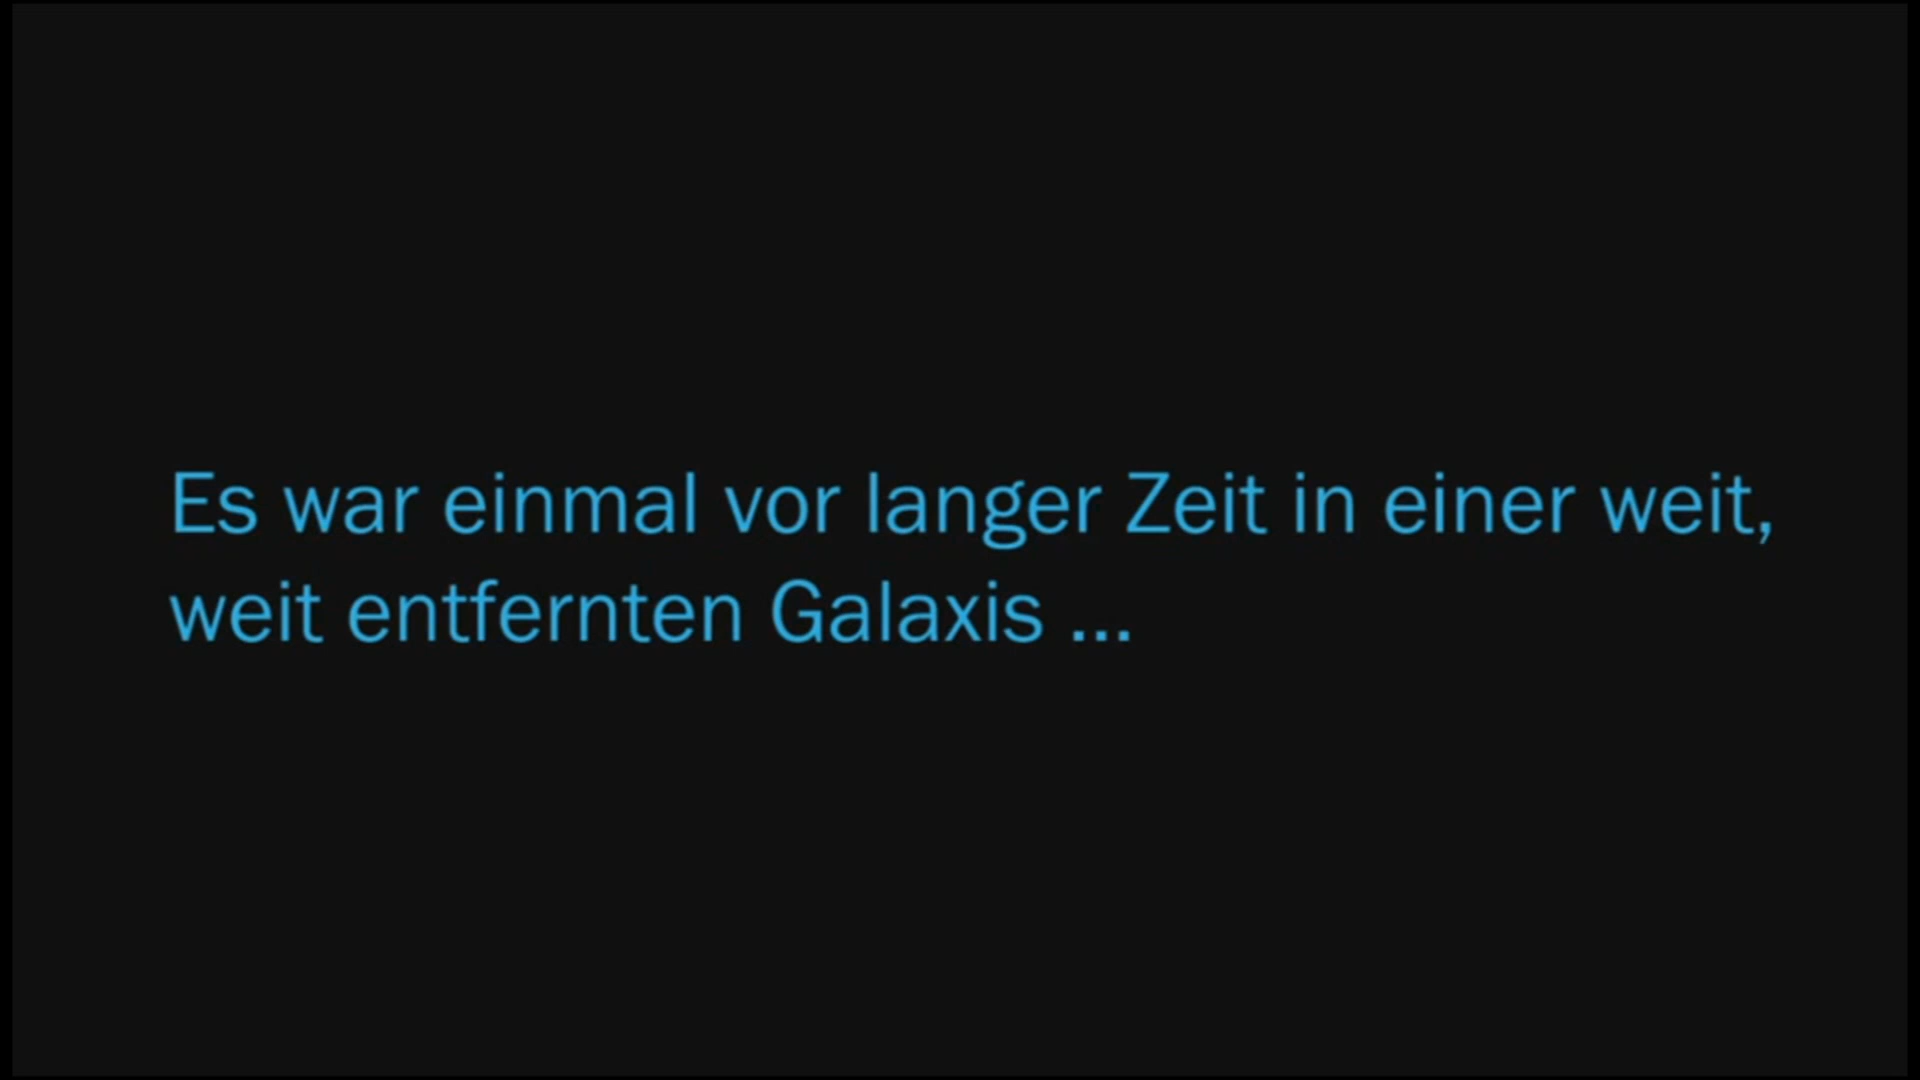 Es war einmal vor langer Zeit in einer weit,
weit entfernten Galaxis ...